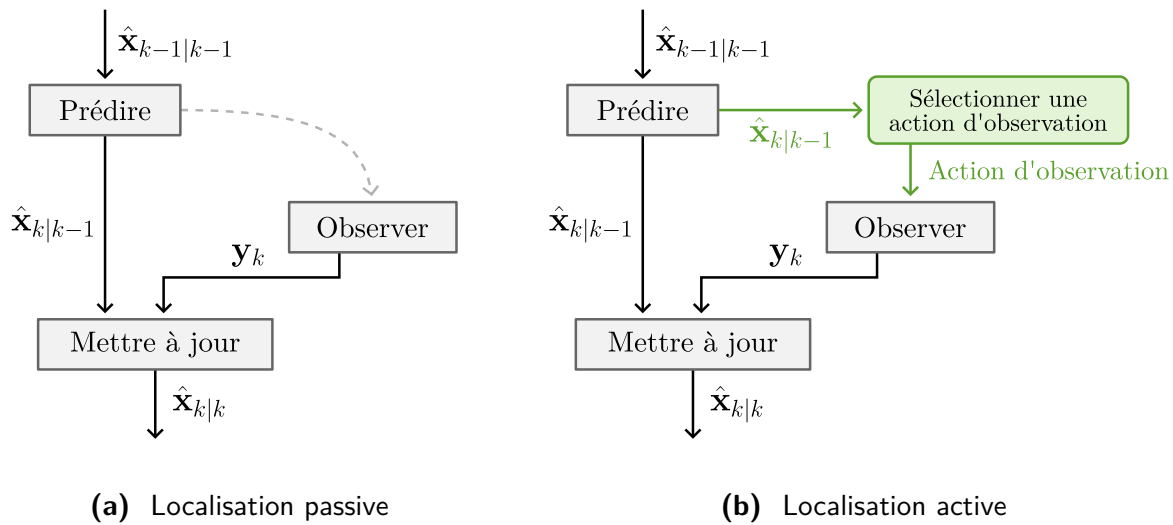 x̂ₖ₋₁|ₖ₋₁
Prédire
x̂ₖ|ₖ₋₁
Observer
yₖ
Mettre à jour
x̂ₖ|ₖ
(a) Localisation passive
x̂ₖ₋₁|ₖ₋₁
Prédire
x̂ₖ|ₖ₋₁
Sélectionner une
action d'observation
Action d'observation
x̂ₖ|ₖ₋₁
Observer
yₖ
Mettre à jour
x̂ₖ|ₖ
(b) Localisation active